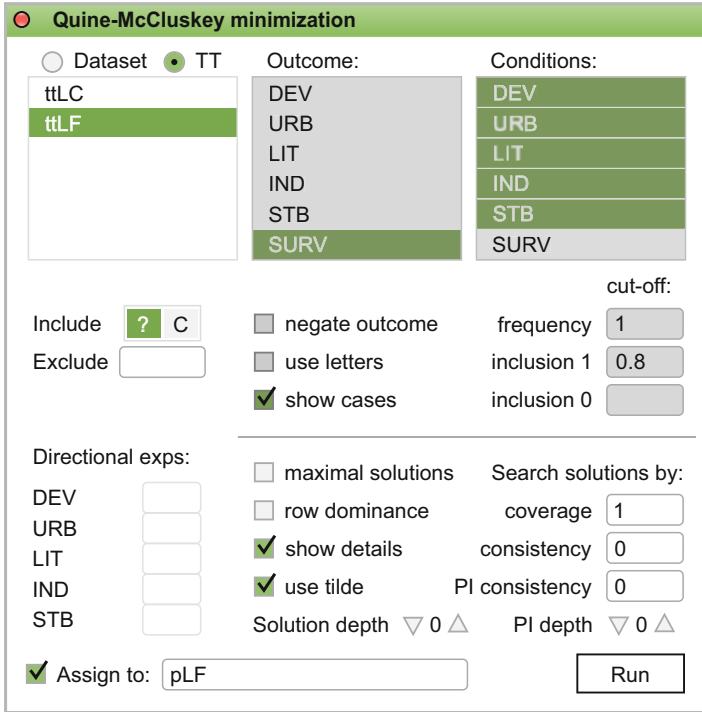 Quine-McCluskey minimization
Dataset TT Outcome: Conditions:
ttLC DEV DEV
ttLF URB URB
LIT LIT
IND IND
STB STB
SURV SURV
cut-off:
Include ? C negate outcome frequency 1
Exclude use letters inclusion 1 0.8
show cases inclusion 0
Directional exps: maximal solutions Search solutions by:
DEV row dominance coverage 1
URB
LIT show details consistency 0
IND use tilde PI consistency 0
STB Solution depth 0 PI depth 0
Assign to: pLF Run